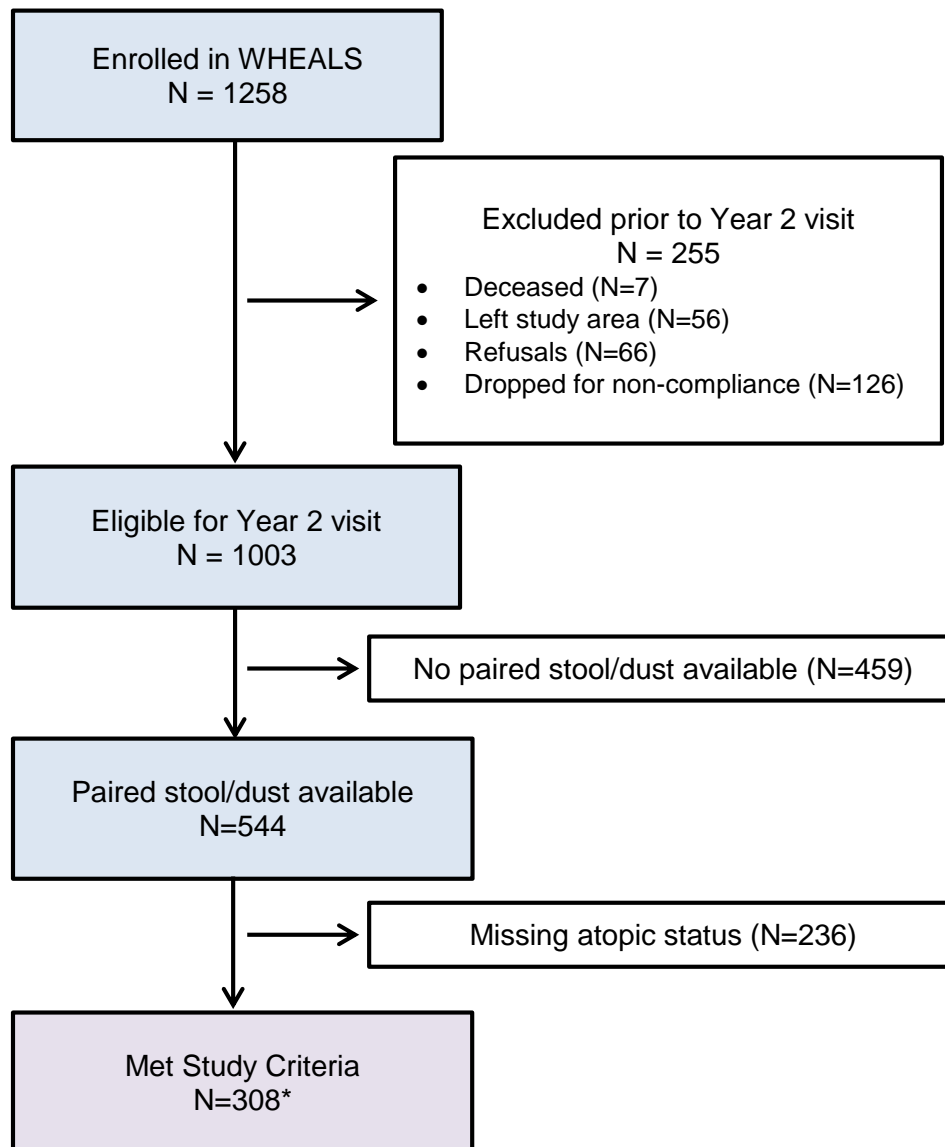 Enrolled in WHEALS
N = 1258
Excluded prior to Year 2 visit
N = 255
• Deceased (N=7)
• Left study area (N=56)
• Refusals (N=66)
• Dropped for non-compliance (N=126)
Eligible for Year 2 visit
N = 1003
No paired stool/dust available (N=459)
Paired stool/dust available
N=544
Missing atopic status (N=236)
Met Study Criteria
N=308*